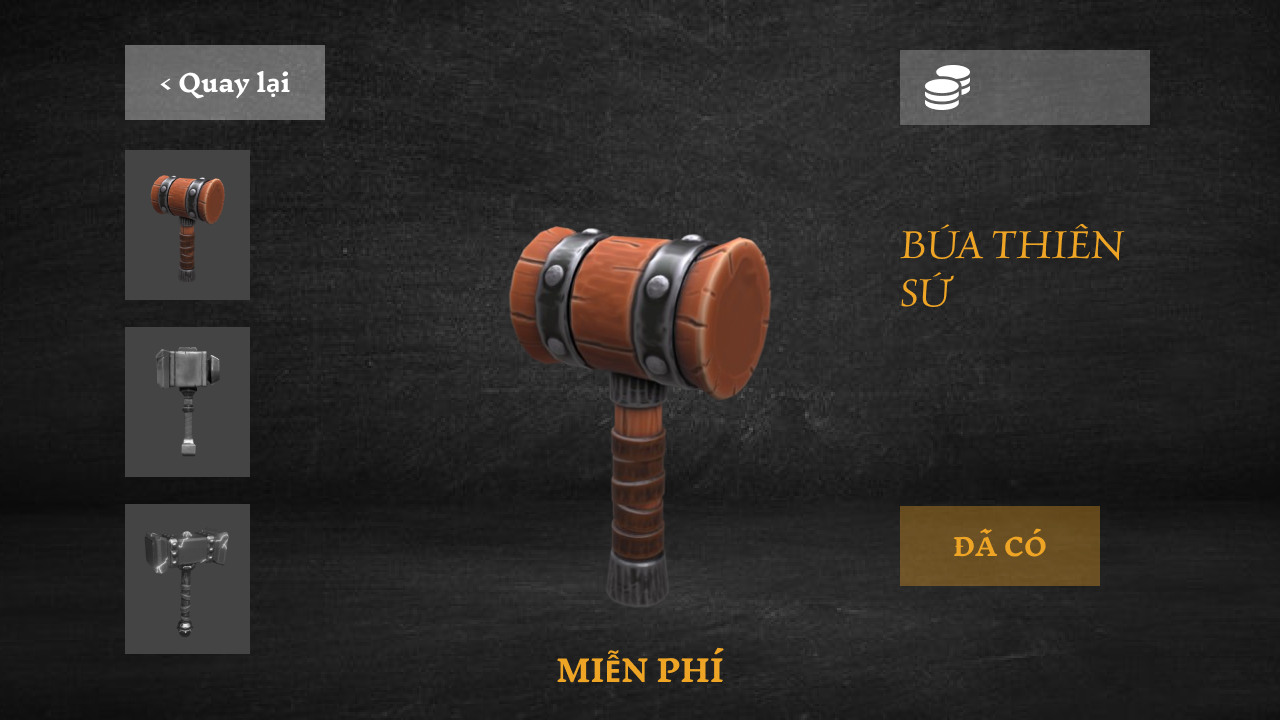 < Quay lại
BÚA THIÊN
SỨ
ĐÃ CÓ
MIỄN PHÍ